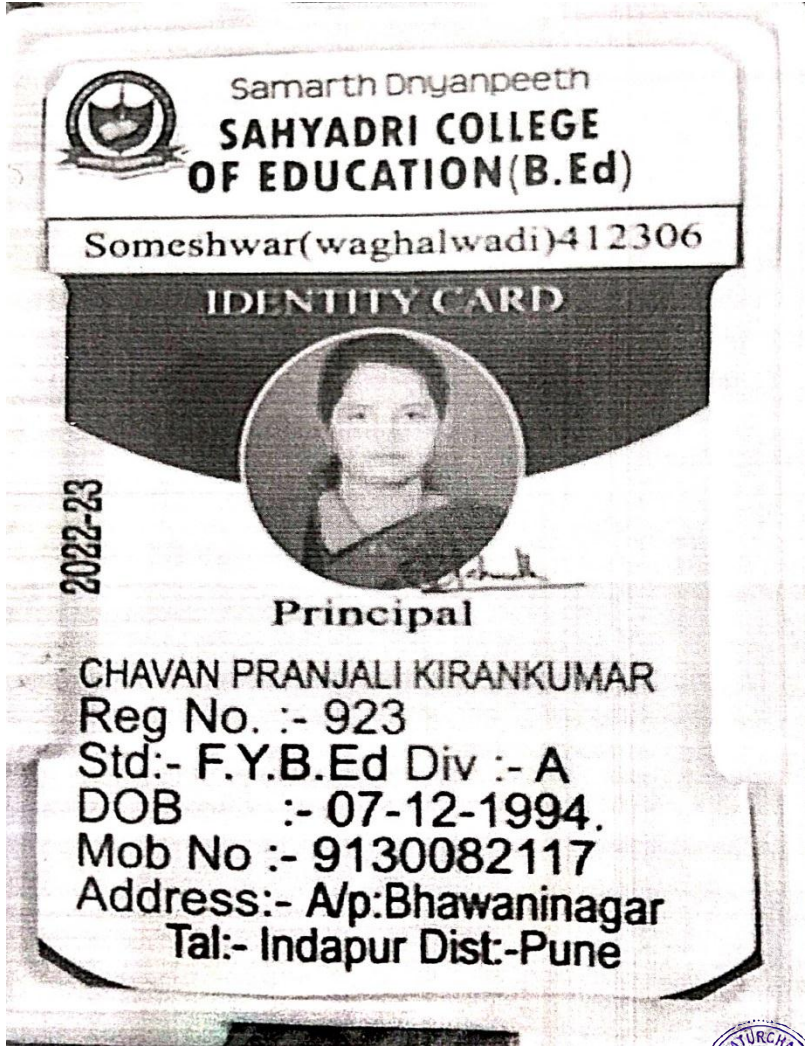 Samarth Dnyanpeeth
SAHYADRI COLLEGE
OF EDUCATION(B.Ed)
Someshwar(waghalwadi)412306
IDENTITY CARD
2022-23
Principal
CHAVAN PRANJALI KIRANKUMAR
Reg No. :- 923
Std:- F.Y.B.Ed Div :- A
DOB :- 07-12-1994.
Mob No :- 9130082117
Address:- A/p:Bhawaninagar
Tal:- Indapur Dist:-Pune